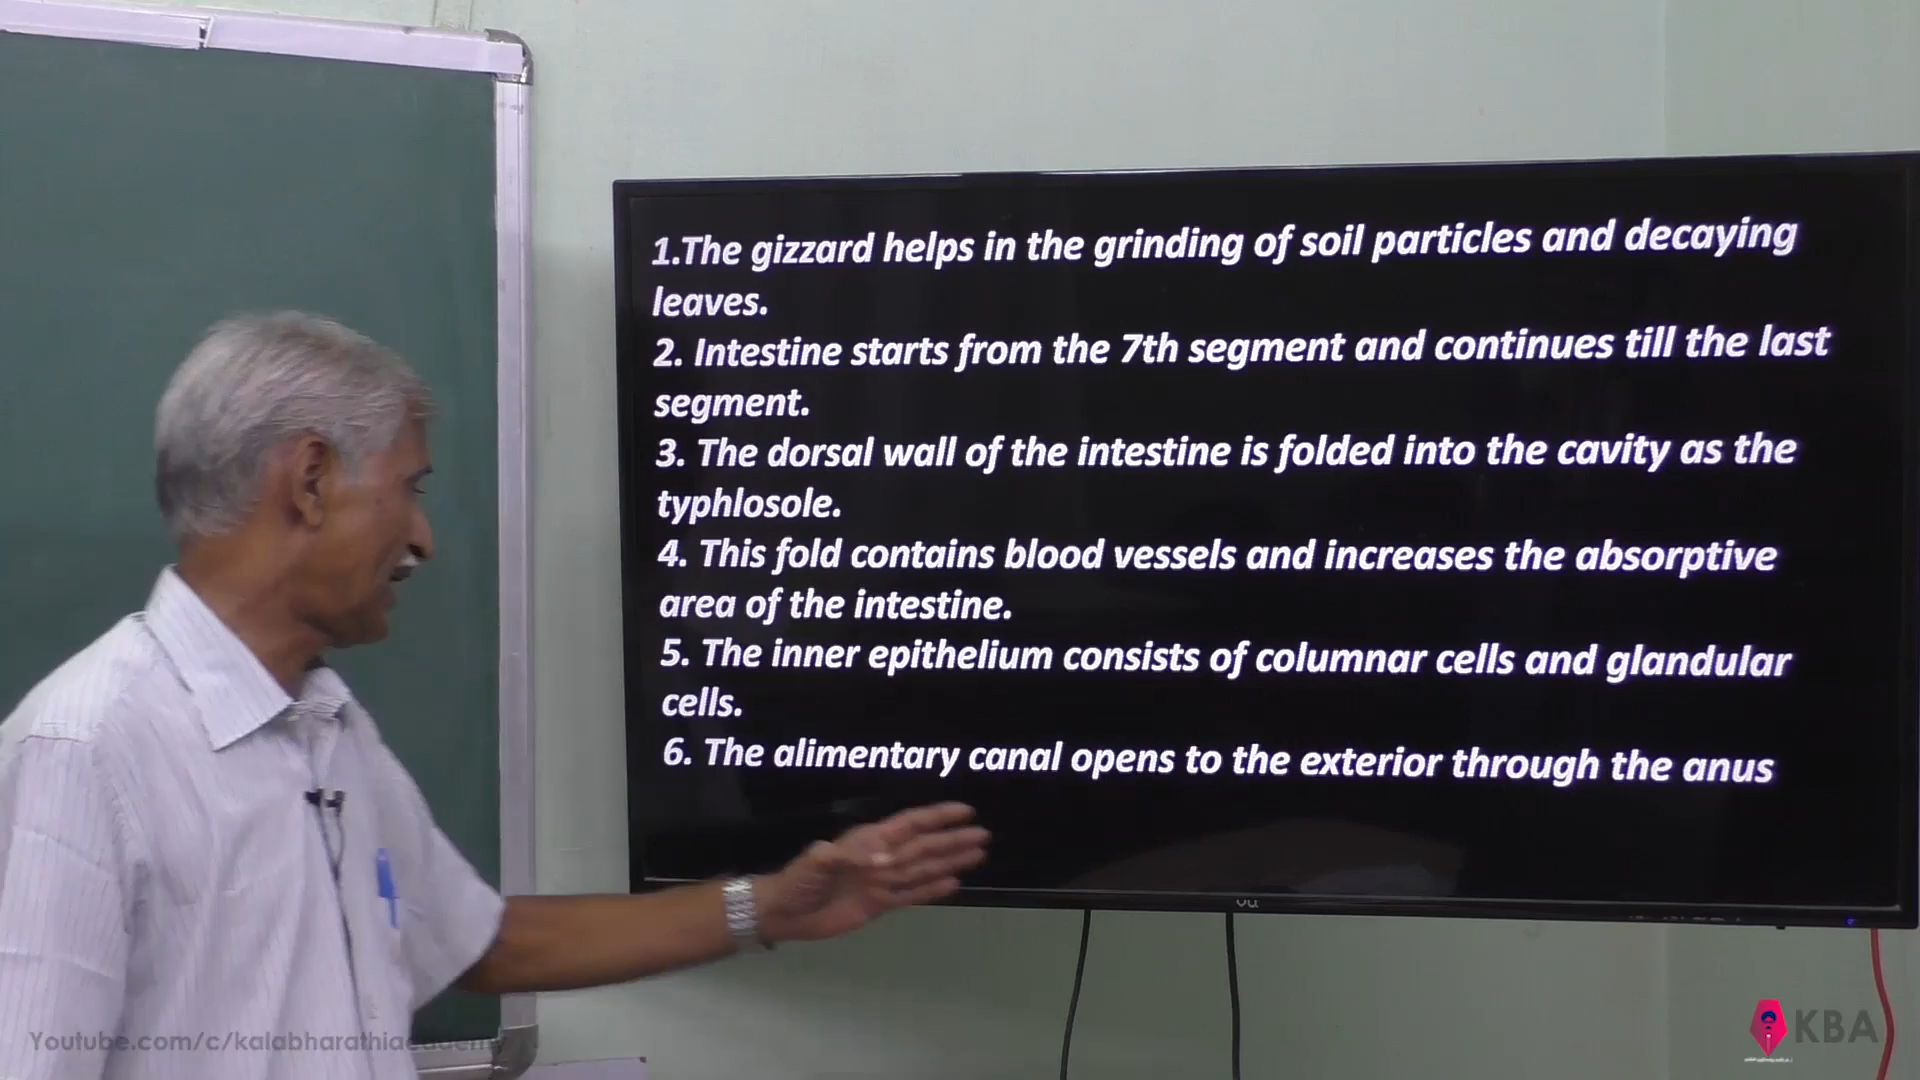 1.The gizzard helps in the grinding of soil particles and decaying
leaves.
2. Intestine starts from the 7th segment and continues till the last
segment.
3. The dorsal wall of the intestine is folded into the cavity as the
typhlosole.
4. This fold contains blood vessels and increases the absorptive
area of the intestine.
5. The inner epithelium consists of columnar cells and glandular
cells.
6. The alimentary canal opens to the exterior through the anus
Youtube.com/c/kalabharathiacademy
KBA